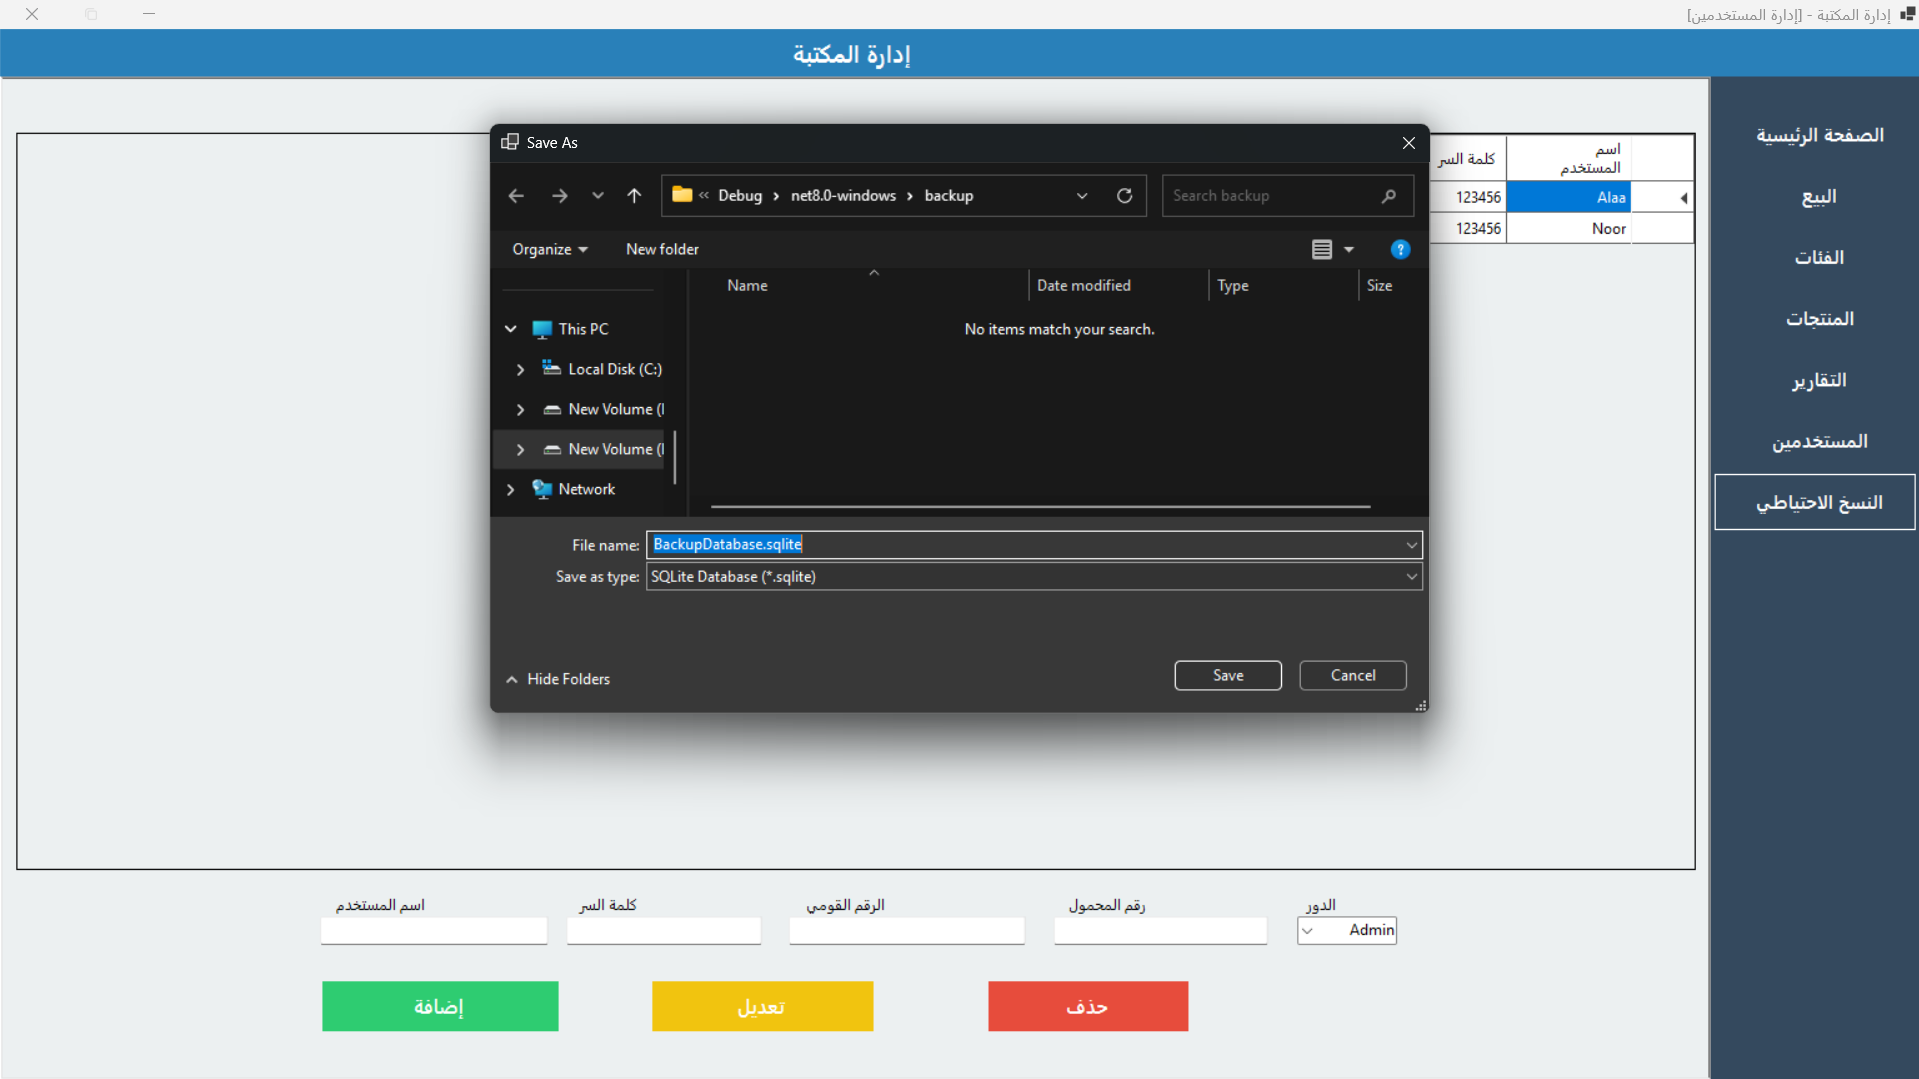 إدارة المكتبة - [إدارة المستخدمين]
إدارة المكتبة
الصفحة الرئيسية
البيع
الفئات
المنتجات
التقارير
المستخدمين
النسخ الاحتياطي
اسم المستخدم
كلمة السر
Alaa
123456
Noor
123456
Save As
« Debug › net8.0-windows › backup
Search backup
Organize
New folder
Name
Date modified
Type
Size
No items match your search.
This PC
Local Disk (C:)
New Volume (
New Volume (
Network
File name: BackupDatabase.sqlite
Save as type: SQLite Database (*.sqlite)
Hide Folders
Save
Cancel
الدور
رقم المحمول
الرقم القومي
كلمة السر
اسم المستخدم
Admin
حذف
تعديل
إضافة